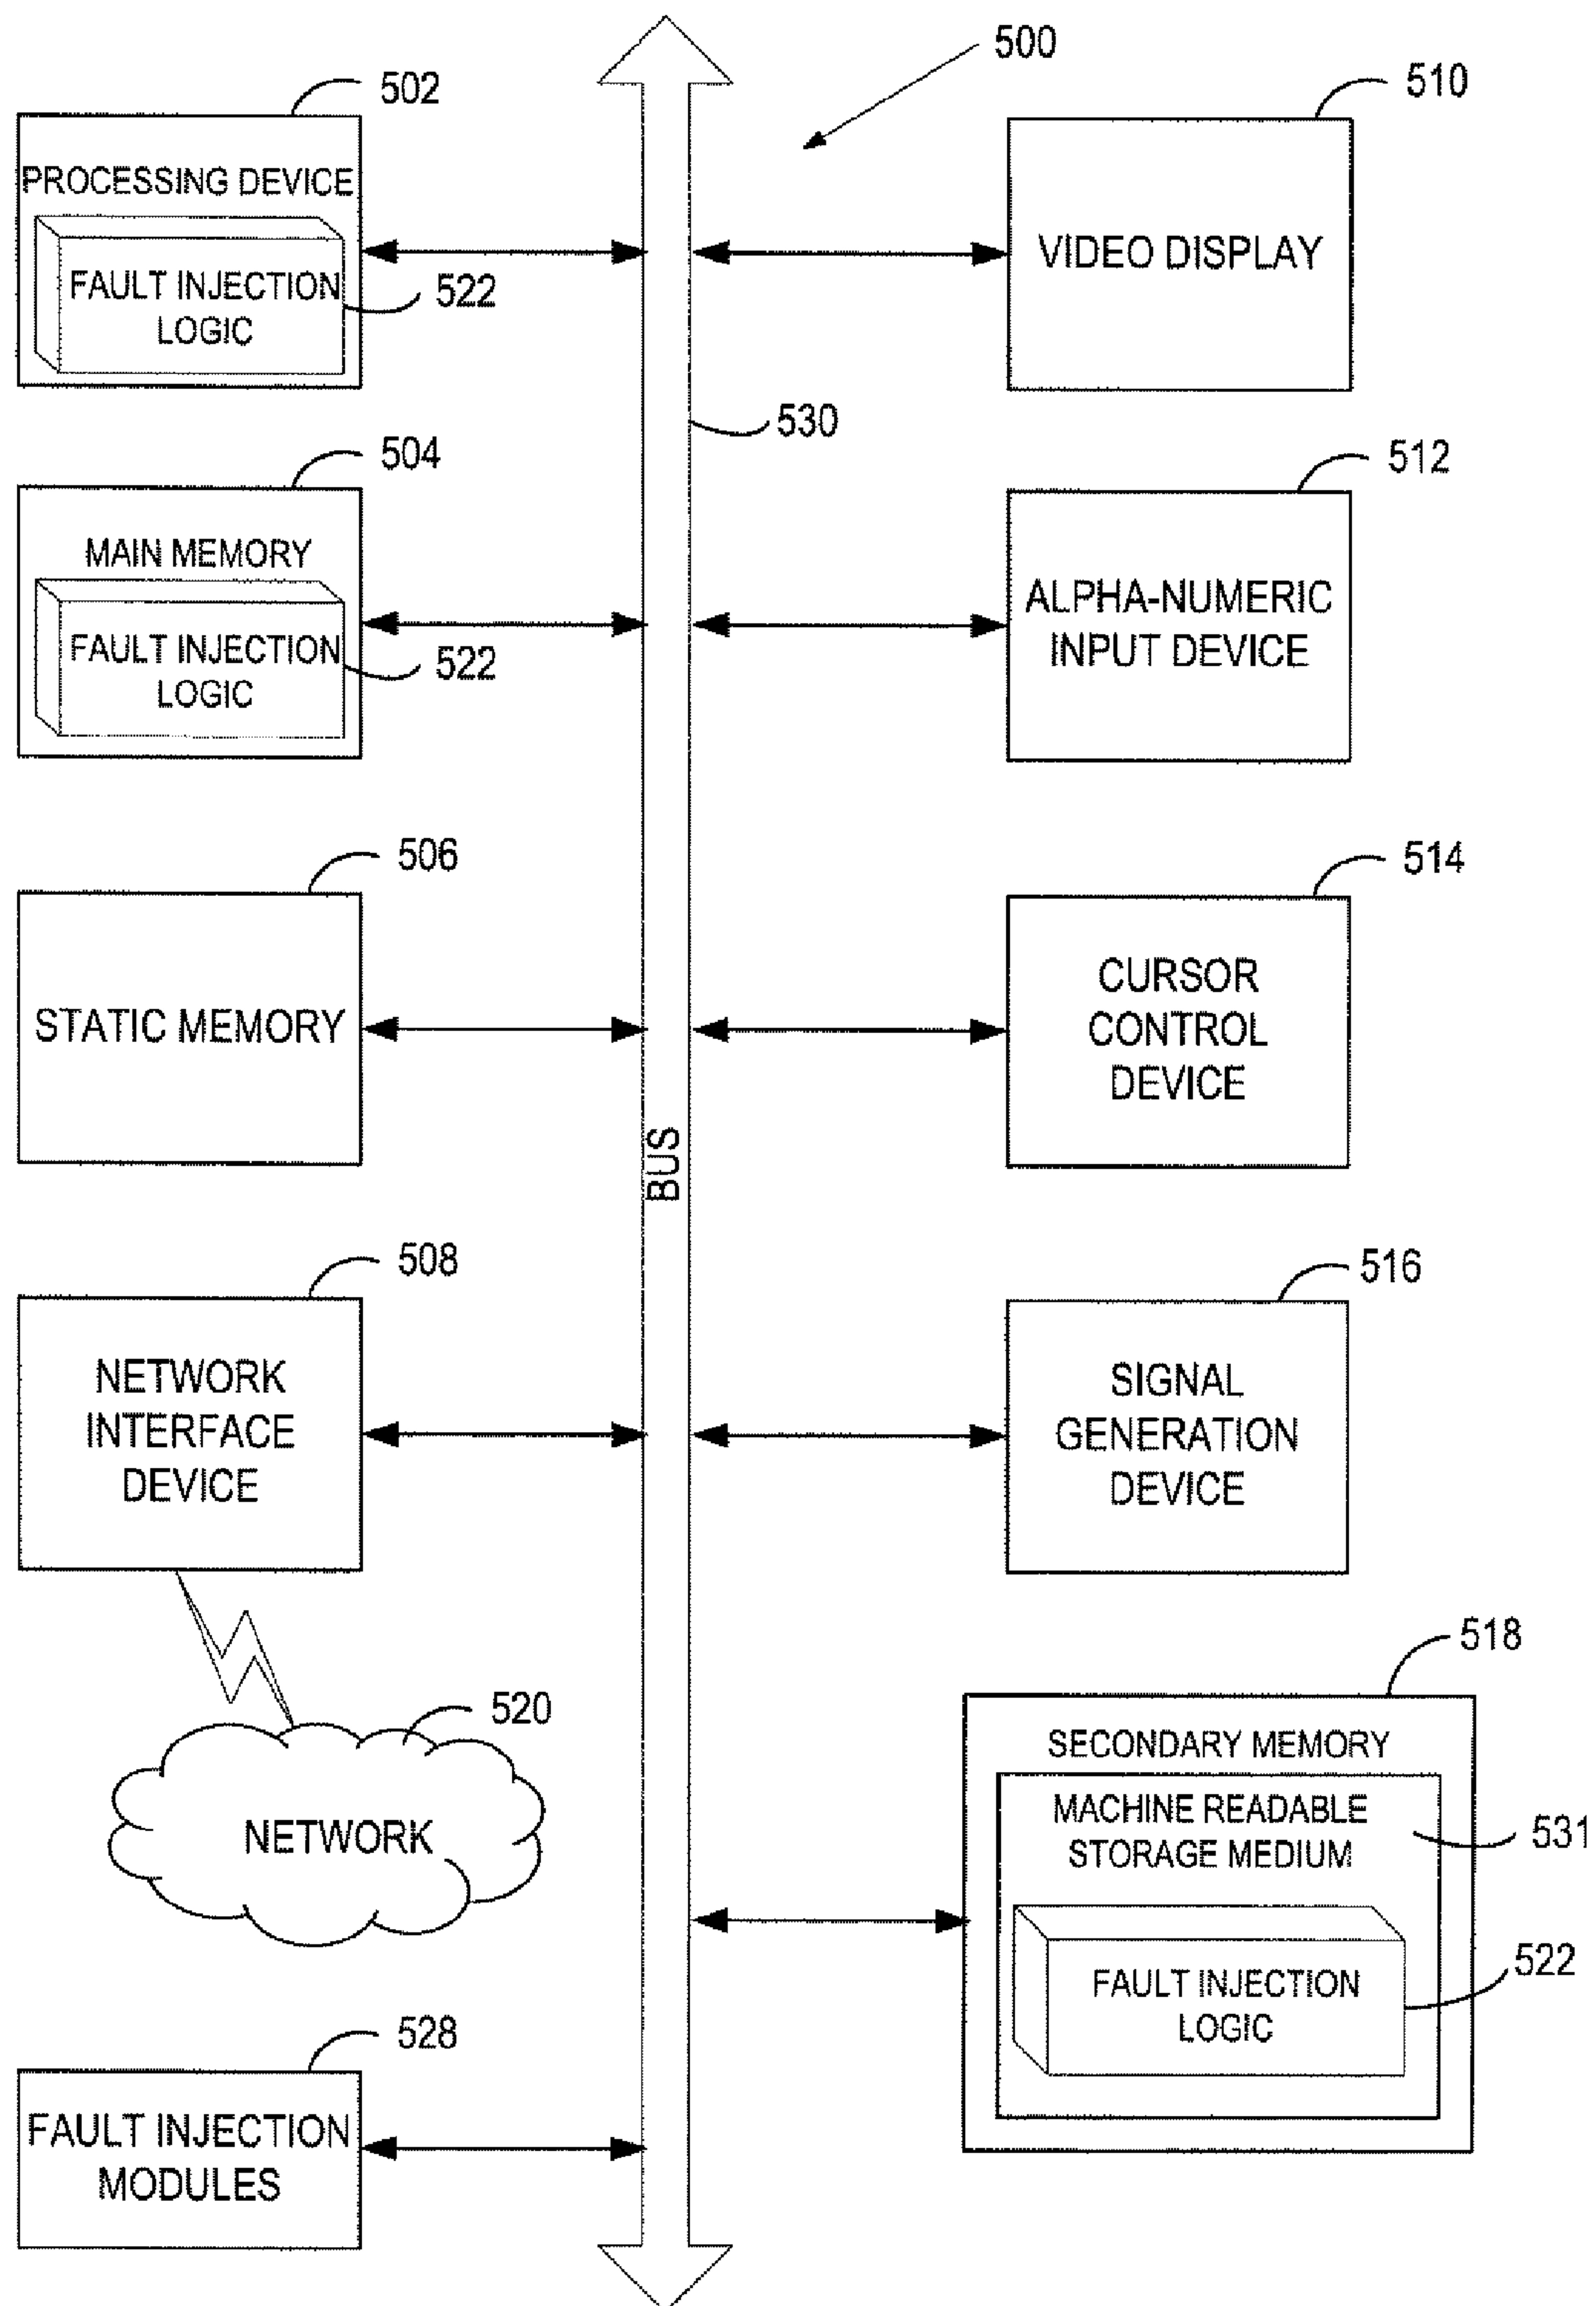 500
502
PROCESSING DEVICE
FAULT INJECTION
LOGIC
522
510
VIDEO DISPLAY
530
504
MAIN MEMORY
FAULT INJECTION
LOGIC
522
512
ALPHA-NUMERIC
INPUT DEVICE
506
STATIC MEMORY
514
CURSOR
CONTROL
DEVICE
BUS
508
NETWORK
INTERFACE
DEVICE
516
SIGNAL
GENERATION
DEVICE
520
NETWORK
518
SECONDARY MEMORY
MACHINE READABLE
STORAGE MEDIUM
531
FAULT INJECTION
LOGIC
522
528
FAULT INJECTION
MODULES